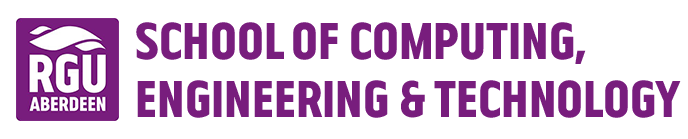 RGU
ABERDEEN
SCHOOL OF COMPUTING,
ENGINEERING & TECHNOLOGY